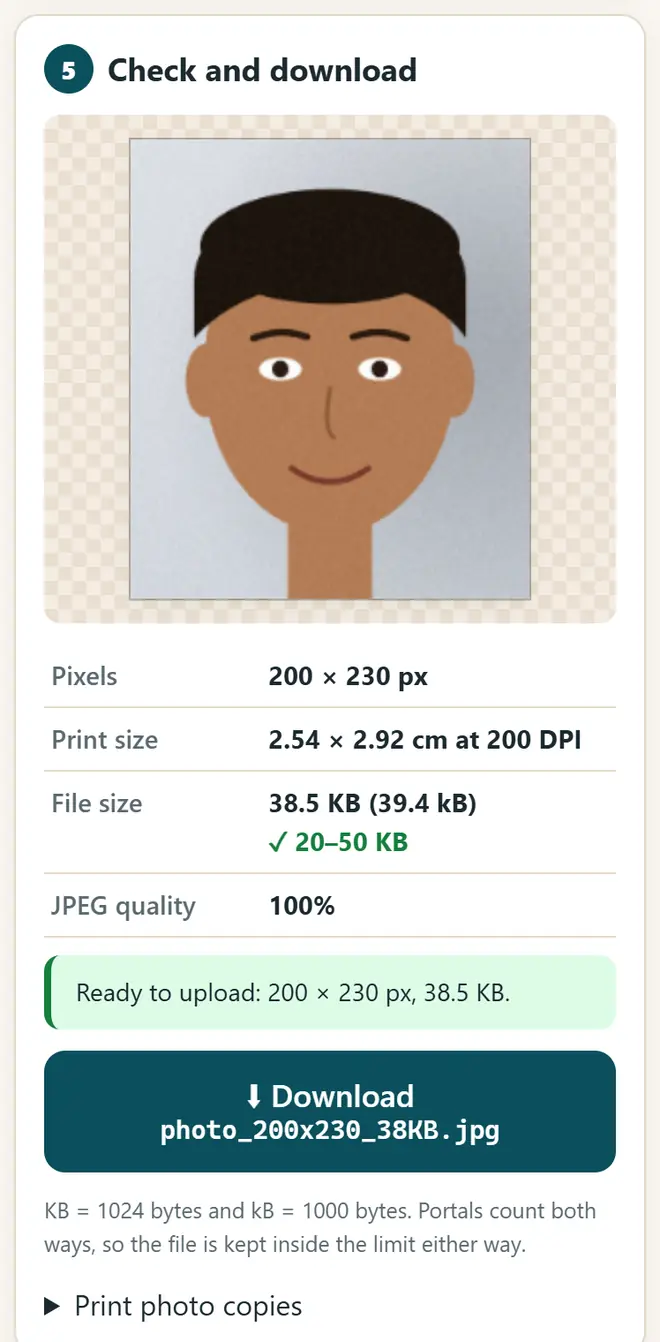 5 Check and download
Pixels 200 × 230 px
Print size 2.54 × 2.92 cm at 200 DPI
File size 38.5 KB (39.4 kB)
✓ 20–50 KB
JPEG quality 100%
Ready to upload: 200 × 230 px, 38.5 KB.
⬇ Download
photo_200x230_38KB.jpg
KB = 1024 bytes and kB = 1000 bytes. Portals count both
ways, so the file is kept inside the limit either way.
▶ Print photo copies